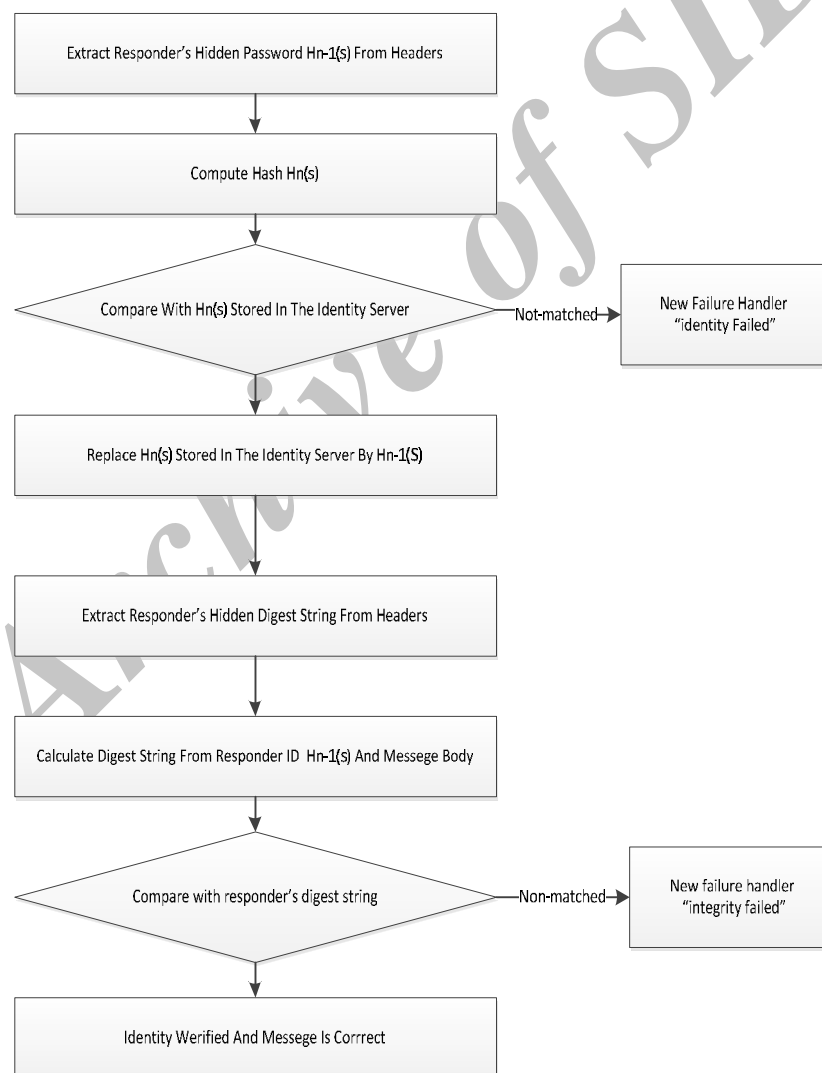 Extract Responder's Hidden Password Hn-1(s) From Headers
Compute Hash Hn(s)
Compare With Hn(s) Stored In The Identity Server
Not-matched
New Failure Handler
"identity Failed"
Replace Hn(s) Stored In The Identity Server By Hn-1(S)
Extract Responder's Hidden Digest String From Headers
Calculate Digest String From Responder ID Hn-1(s) And Messege Body
Compare with responder's digest string
Non-matched
New failure handler
"integrity failed"
Identity Werified And Messege Is Corrrect
Archive of SI